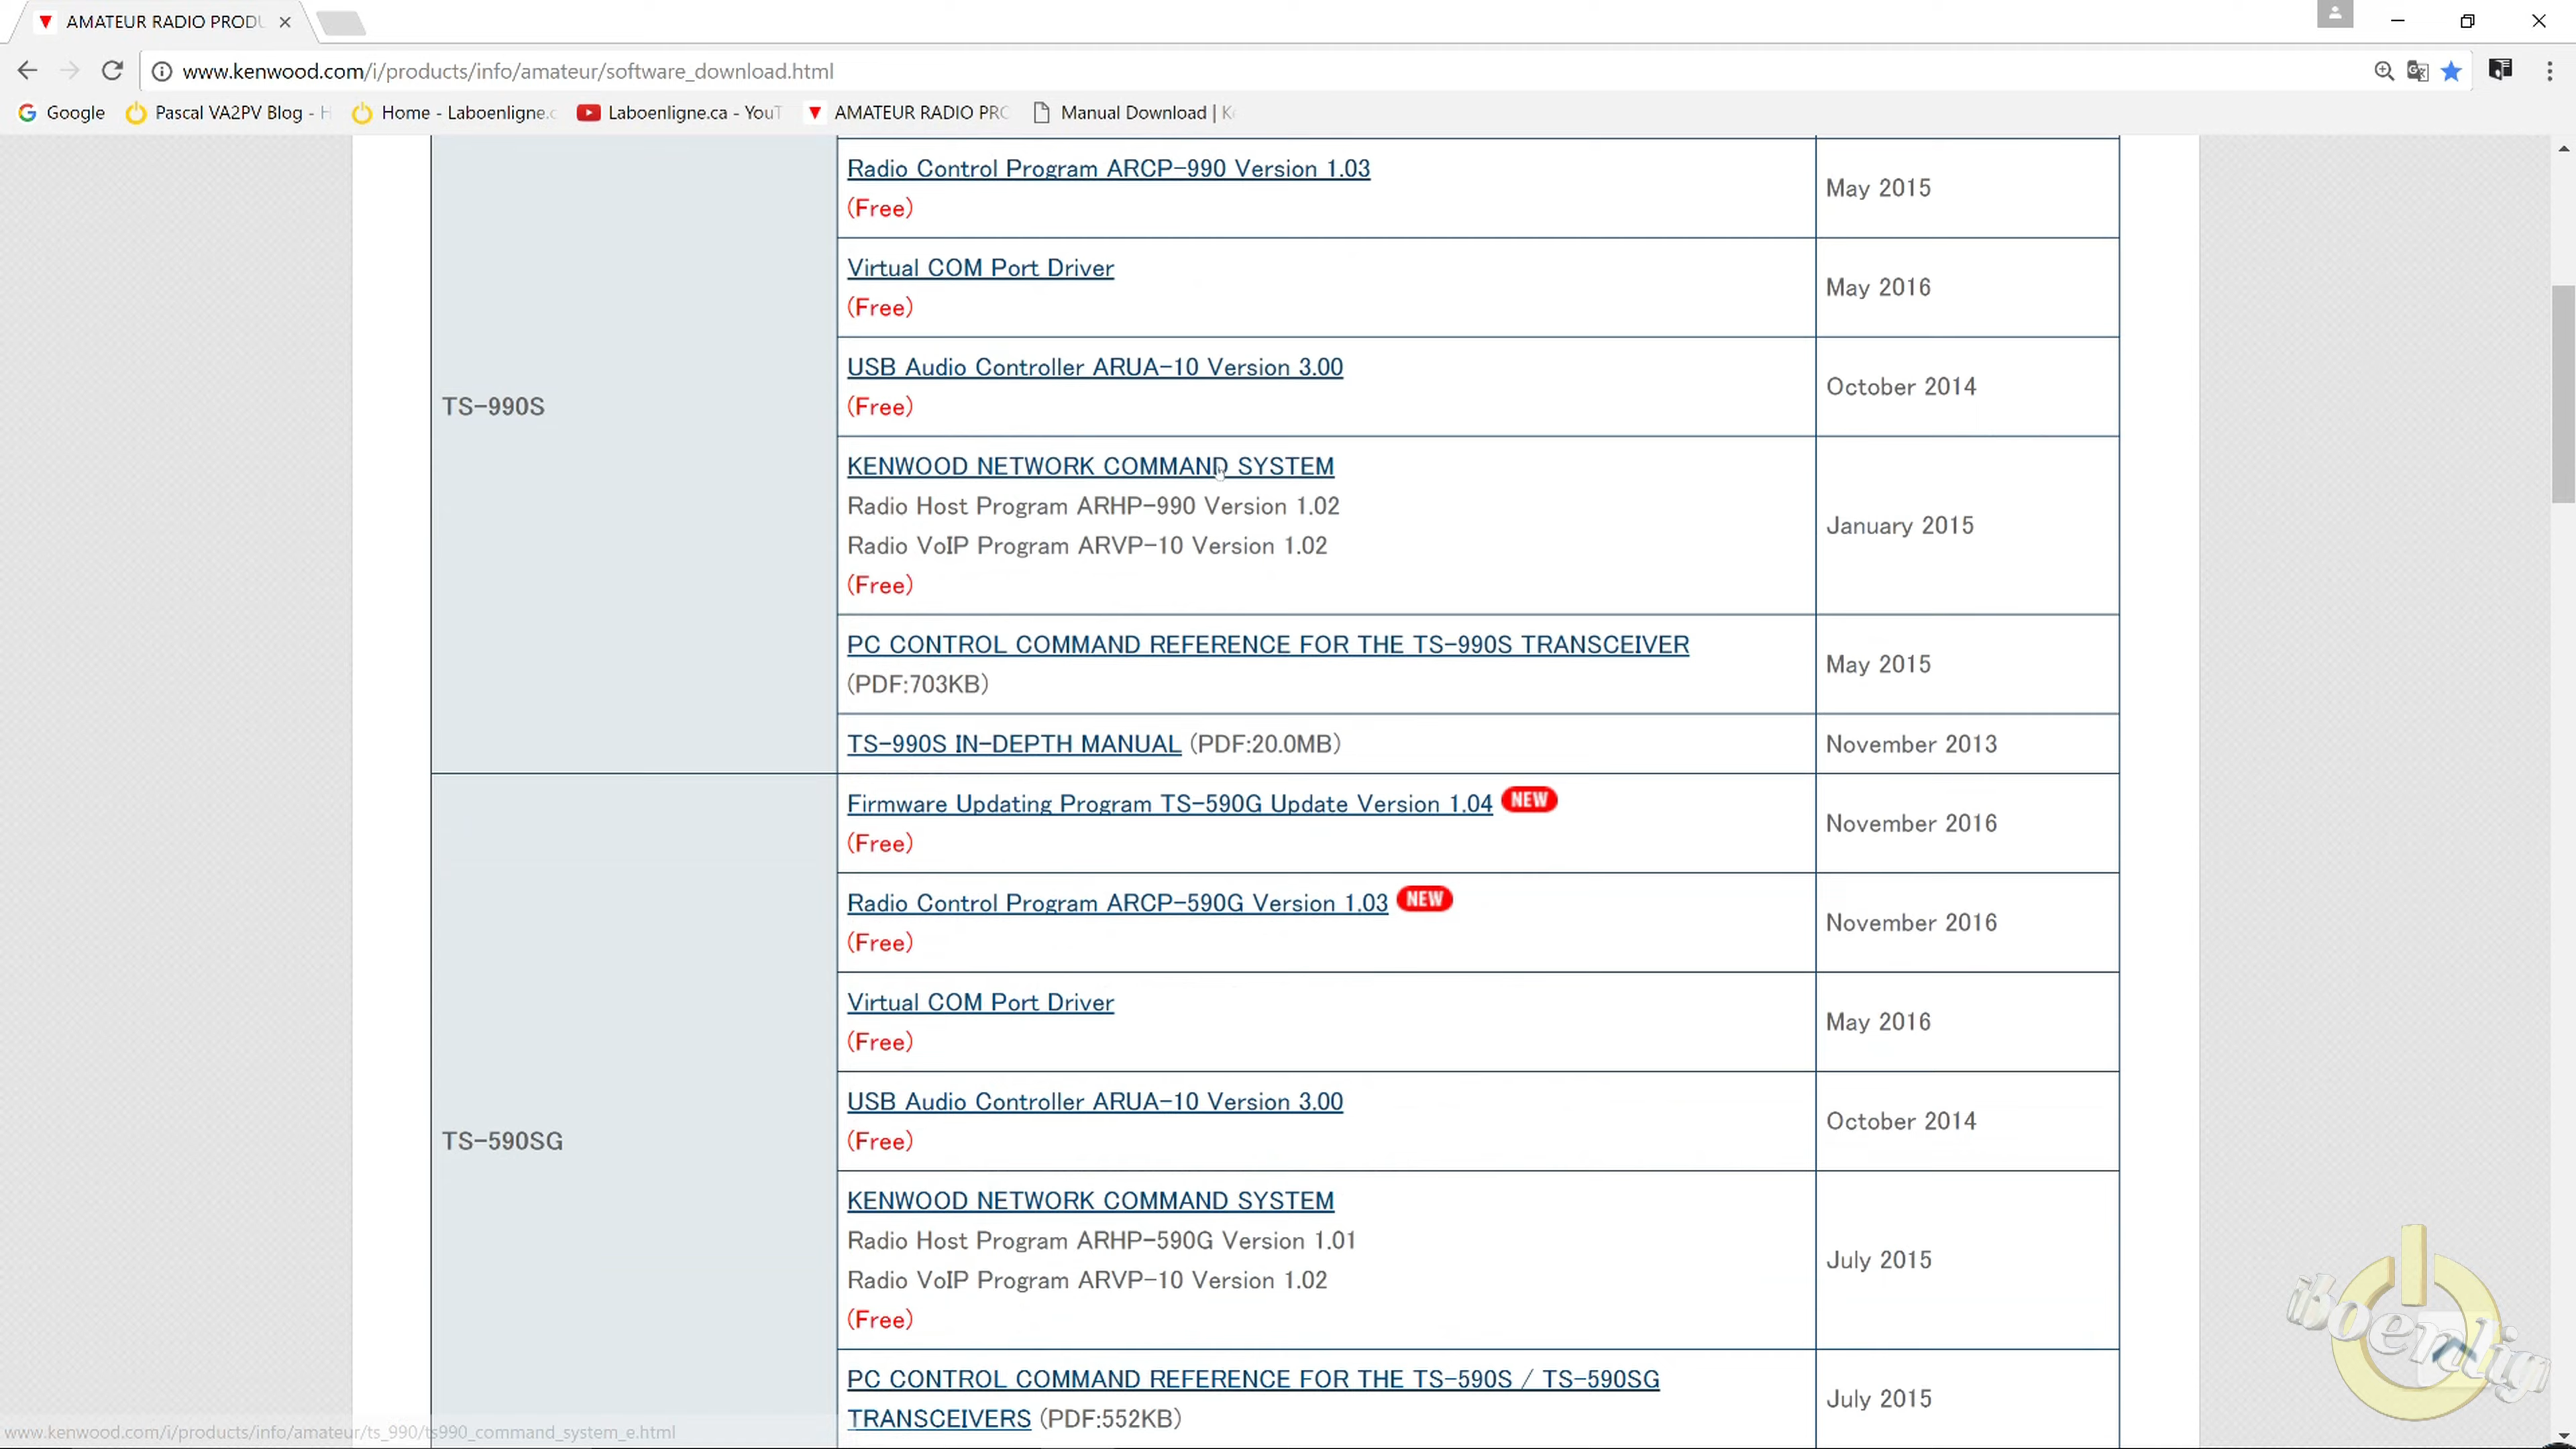 AMATEUR RADIO PRODU
www.kenwood.com/i/products/info/amateur/software_download.html
Google Pascal VA2PV Blog - H Home - Laboenligne.c Laboenligne.ca - YouT AMATEUR RADIO PRO Manual Download | Ke
Radio Control Program ARCP-990 Version 1.03
(Free)
May 2015
Virtual COM Port Driver
(Free)
May 2016
USB Audio Controller ARUA-10 Version 3.00
(Free)
October 2014
TS-990S
KENWOOD NETWORK COMMAND SYSTEM
Radio Host Program ARHP-990 Version 1.02
Radio VoIP Program ARVP-10 Version 1.02
(Free)
January 2015
PC CONTROL COMMAND REFERENCE FOR THE TS-990S TRANSCEIVER
(PDF:703KB)
May 2015
TS-990S IN-DEPTH MANUAL (PDF:20.0MB)
November 2013
Firmware Updating Program TS-590G Update Version 1.04 NEW
(Free)
November 2016
Radio Control Program ARCP-590G Version 1.03 NEW
(Free)
November 2016
Virtual COM Port Driver
(Free)
May 2016
USB Audio Controller ARUA-10 Version 3.00
(Free)
October 2014
TS-590SG
KENWOOD NETWORK COMMAND SYSTEM
Radio Host Program ARHP-590G Version 1.01
Radio VoIP Program ARVP-10 Version 1.02
(Free)
July 2015
PC CONTROL COMMAND REFERENCE FOR THE TS-590S / TS-590SG
TRANSCEIVERS (PDF:552KB)
July 2015
www.kenwood.com/i/products/info/amateur/ts_990/ts990_command_system_e.html